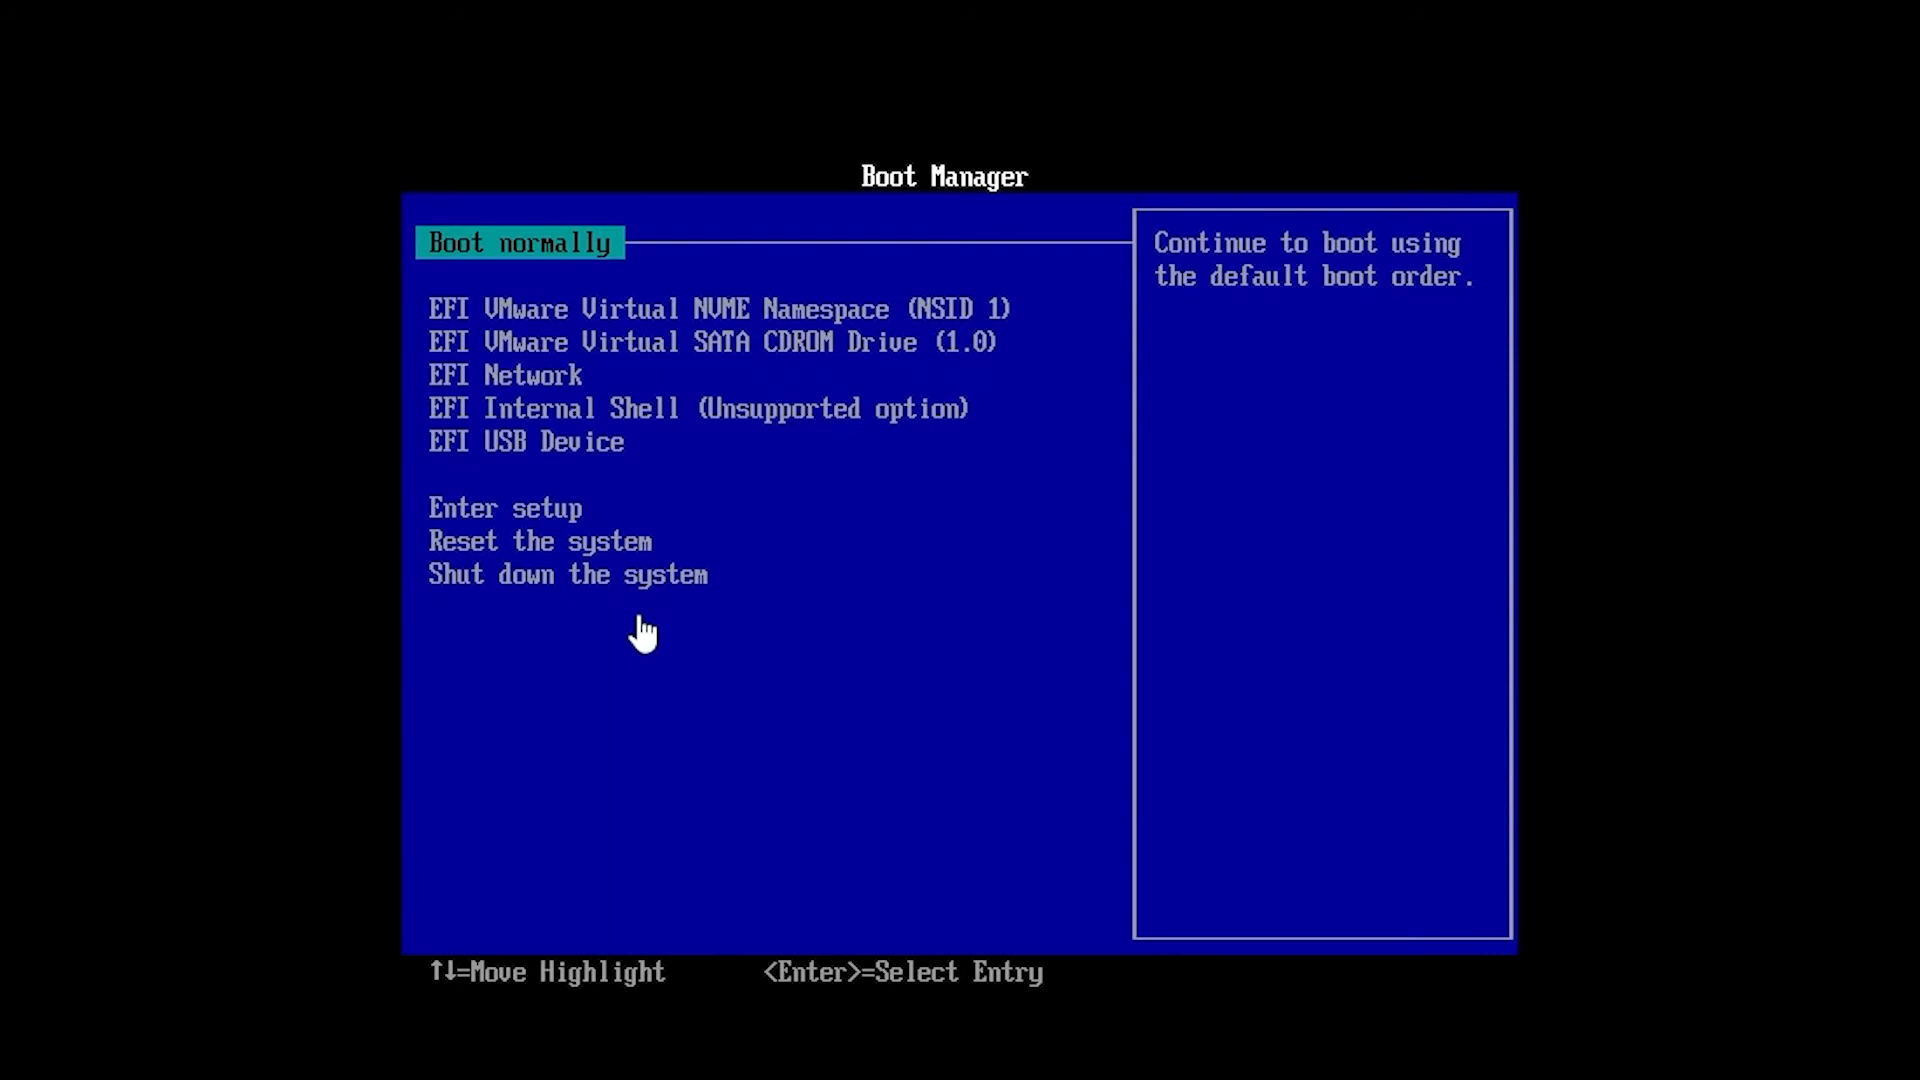 Boot Manager
Boot normally
Continue to boot using
the default boot order.
EFI VMware Virtual NVME Namespace (NSID 1)
EFI VMware Virtual SATA CDROM Drive (1.0)
EFI Network
EFI Internal Shell (Unsupported option)
EFI USB Device
Enter setup
Reset the system
Shut down the system
↑↓=Move Highlight <Enter>=Select Entry